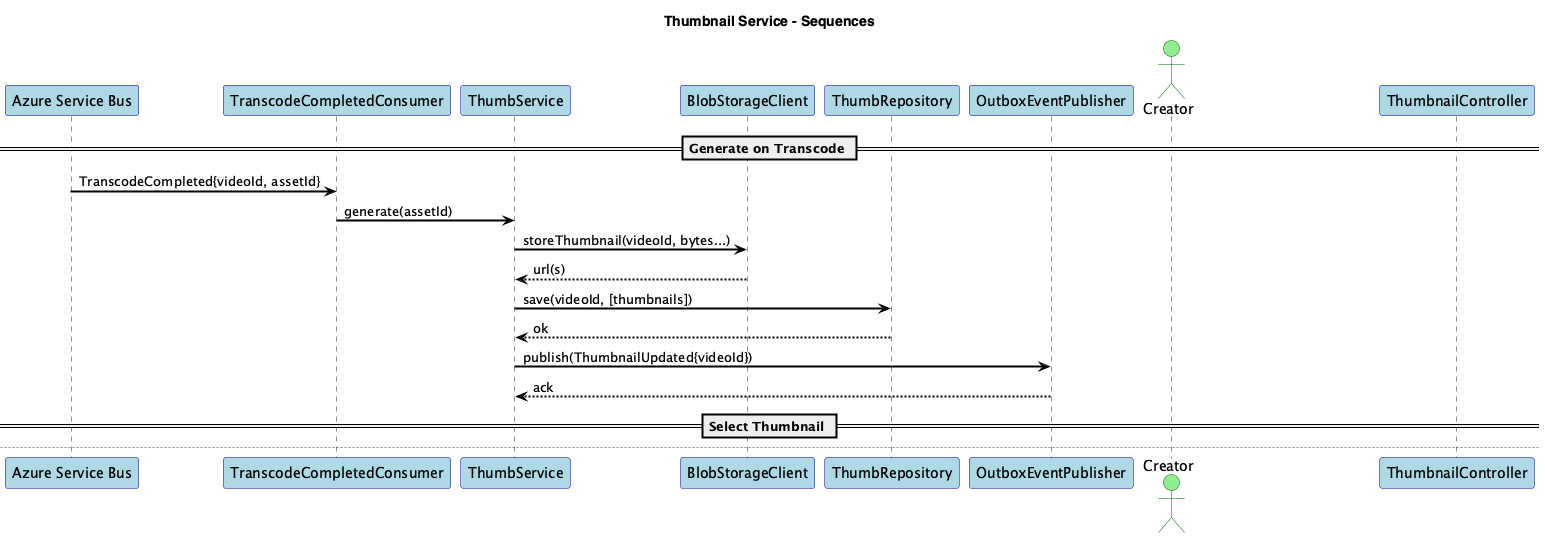 Thumbnail Service - Sequences
Azure Service Bus
TranscodeCompletedConsumer
ThumbService
BlobStorageClient
ThumbRepository
OutboxEventPublisher
Creator
ThumbnailController
Generate on Transcode
TranscodeCompleted{videoId, assetId}
generate(assetId)
storeThumbnail(videoId, bytes...)
url(s)
save(videoId, [thumbnails])
ok
publish(ThumbnailUpdated{videoId})
ack
Select Thumbnail
Azure Service Bus
TranscodeCompletedConsumer
ThumbService
BlobStorageClient
ThumbRepository
OutboxEventPublisher
Creator
ThumbnailController